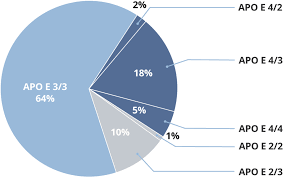 2%
APO E 4/2
18%
APO E 4/3
APO E 3/3
64%
5%
APO E 4/4
10%
1%
APO E 2/2
APO E 2/3